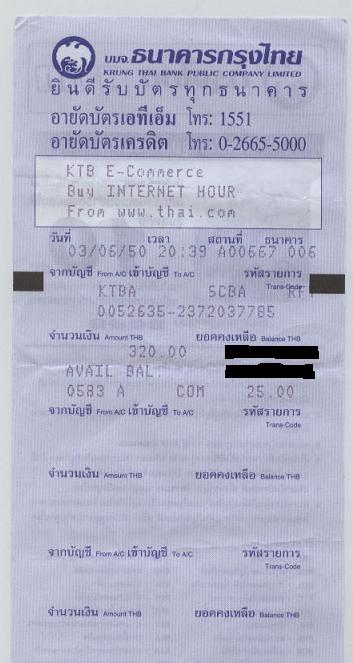 บมจ. ธนาคารกรุงไทย
KRUNG THAI BANK PUBLIC COMPANY LIMITED
ยินดีรับบัตรทุกธนาคาร
อายัดบัตรเอทีเอ็ม โทร: 1551
อายัดบัตรเครดิต โทร: 0-2665-5000
KTB E-Commerce
Buy INTERNET HOUR
From www.thai.com
วันที่ เวลา สถานที่ ธนาคาร
03/06/50 20:39 A00667 006
จากบัญชี From A/C เข้าบัญชี To A/C รหัสรายการ
Trans-Code
KTBA SCBA
0052635-2372037785
จำนวนเงิน Amount THB ยอดคงเหลือ Balance THB
320.00
AVAIL BAL.
0583 A COM 25.00
จากบัญชี From A/C เข้าบัญชี To A/C รหัสรายการ
Trans-Code
จำนวนเงิน Amount THB ยอดคงเหลือ Balance THB
จากบัญชี From A/C เข้าบัญชี To A/C รหัสรายการ
Trans-Code
จำนวนเงิน Amount THB ยอดคงเหลือ Balance THB